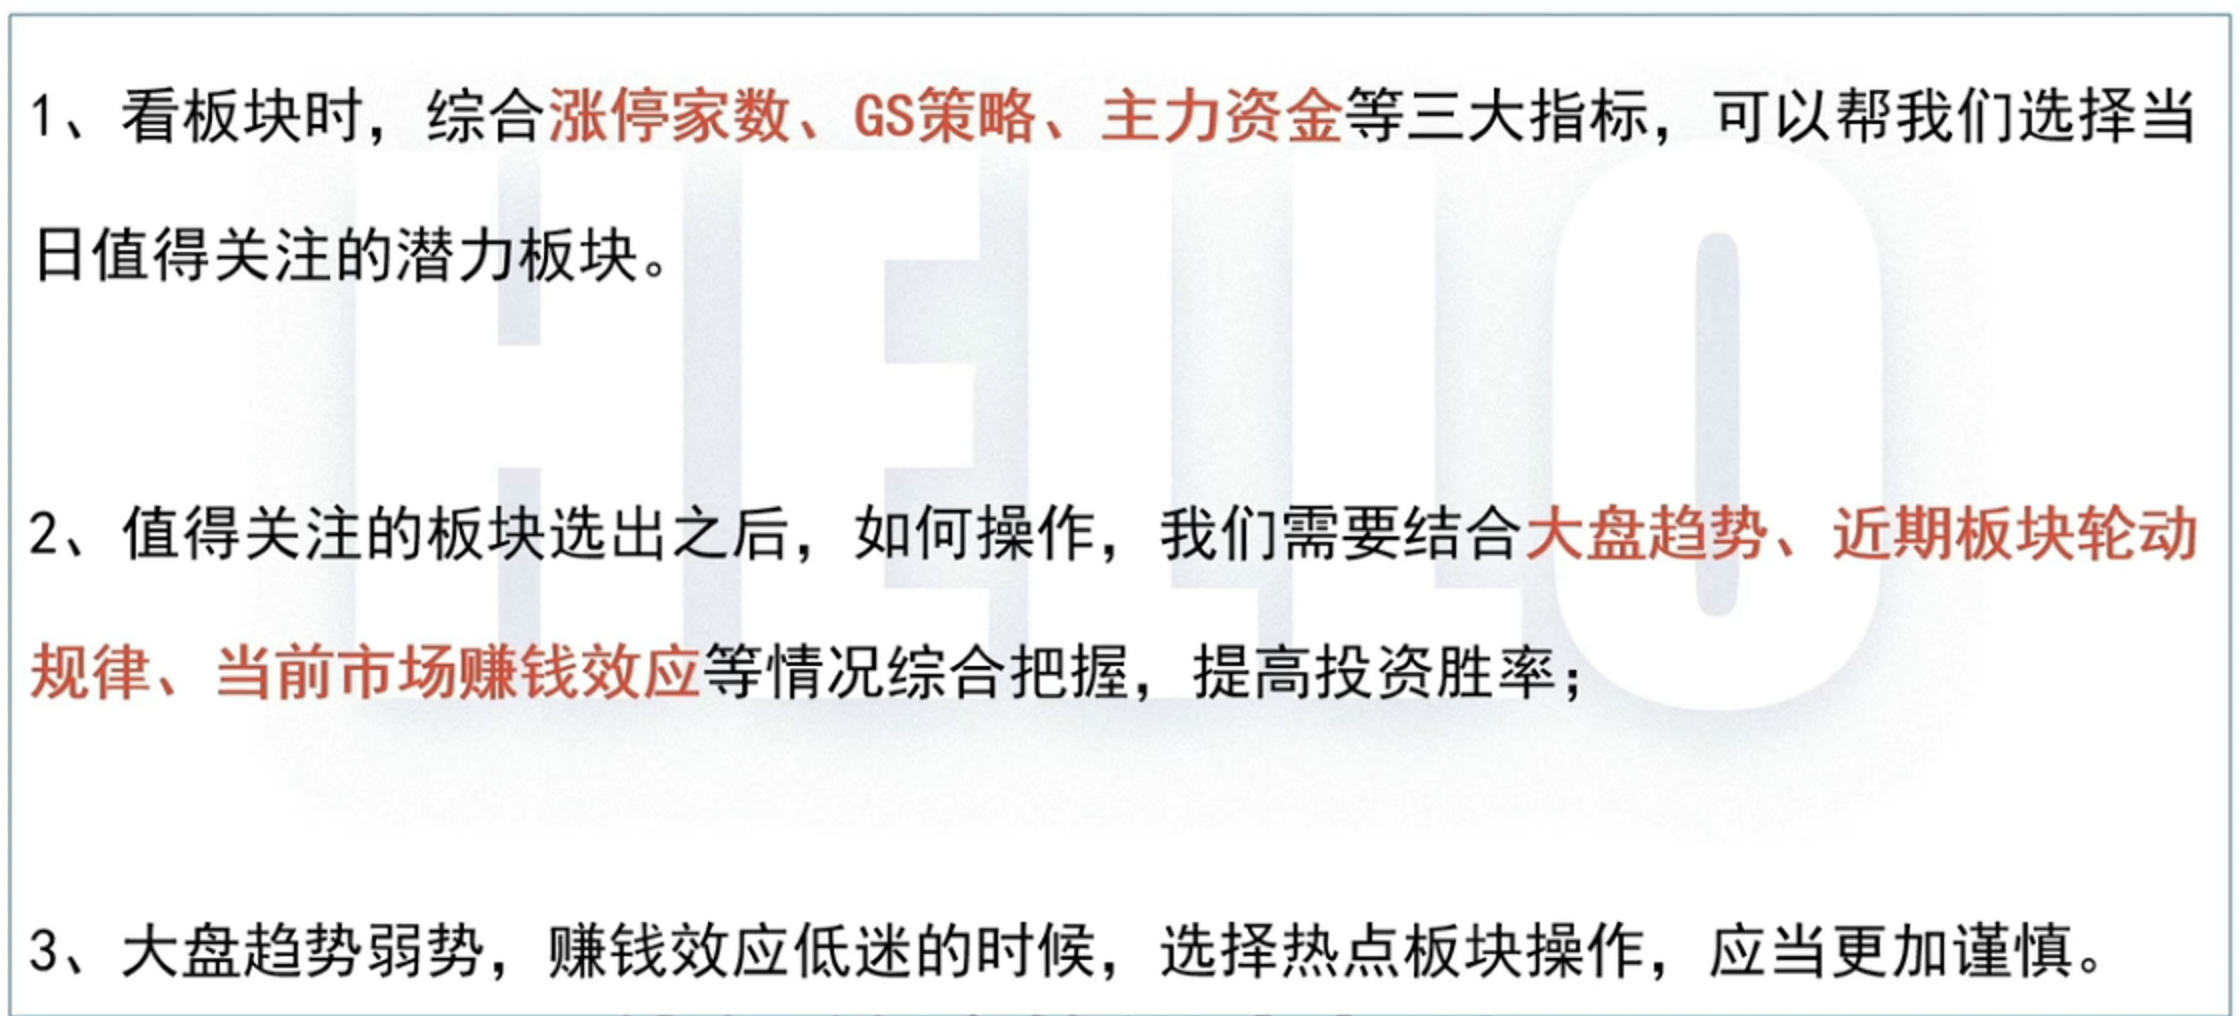 1、看板块时，综合涨停家数、GS策略、主力资金等三大指标，可以帮我们选择当
日值得关注的潜力板块。
2、值得关注的板块选出之后，如何操作，我们需要结合大盘趋势、近期板块轮动
规律、当前市场赚钱效应等情况综合把握，提高投资胜率；
3、大盘趋势弱势，赚钱效应低迷的时候，选择热点板块操作，应当更加谨慎。
HELLO